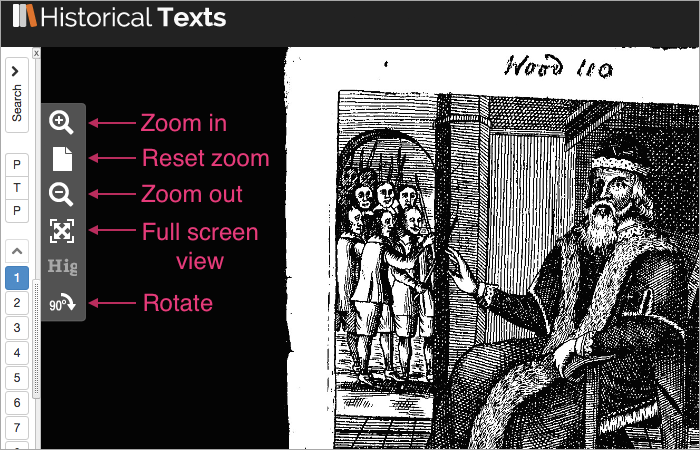 Historical Texts
x
Search
P
T
P
1
2
3
4
5
6
7
Zoom in
Reset zoom
Zoom out
Full screen
view
Hig
90°
Rotate
Wood 110